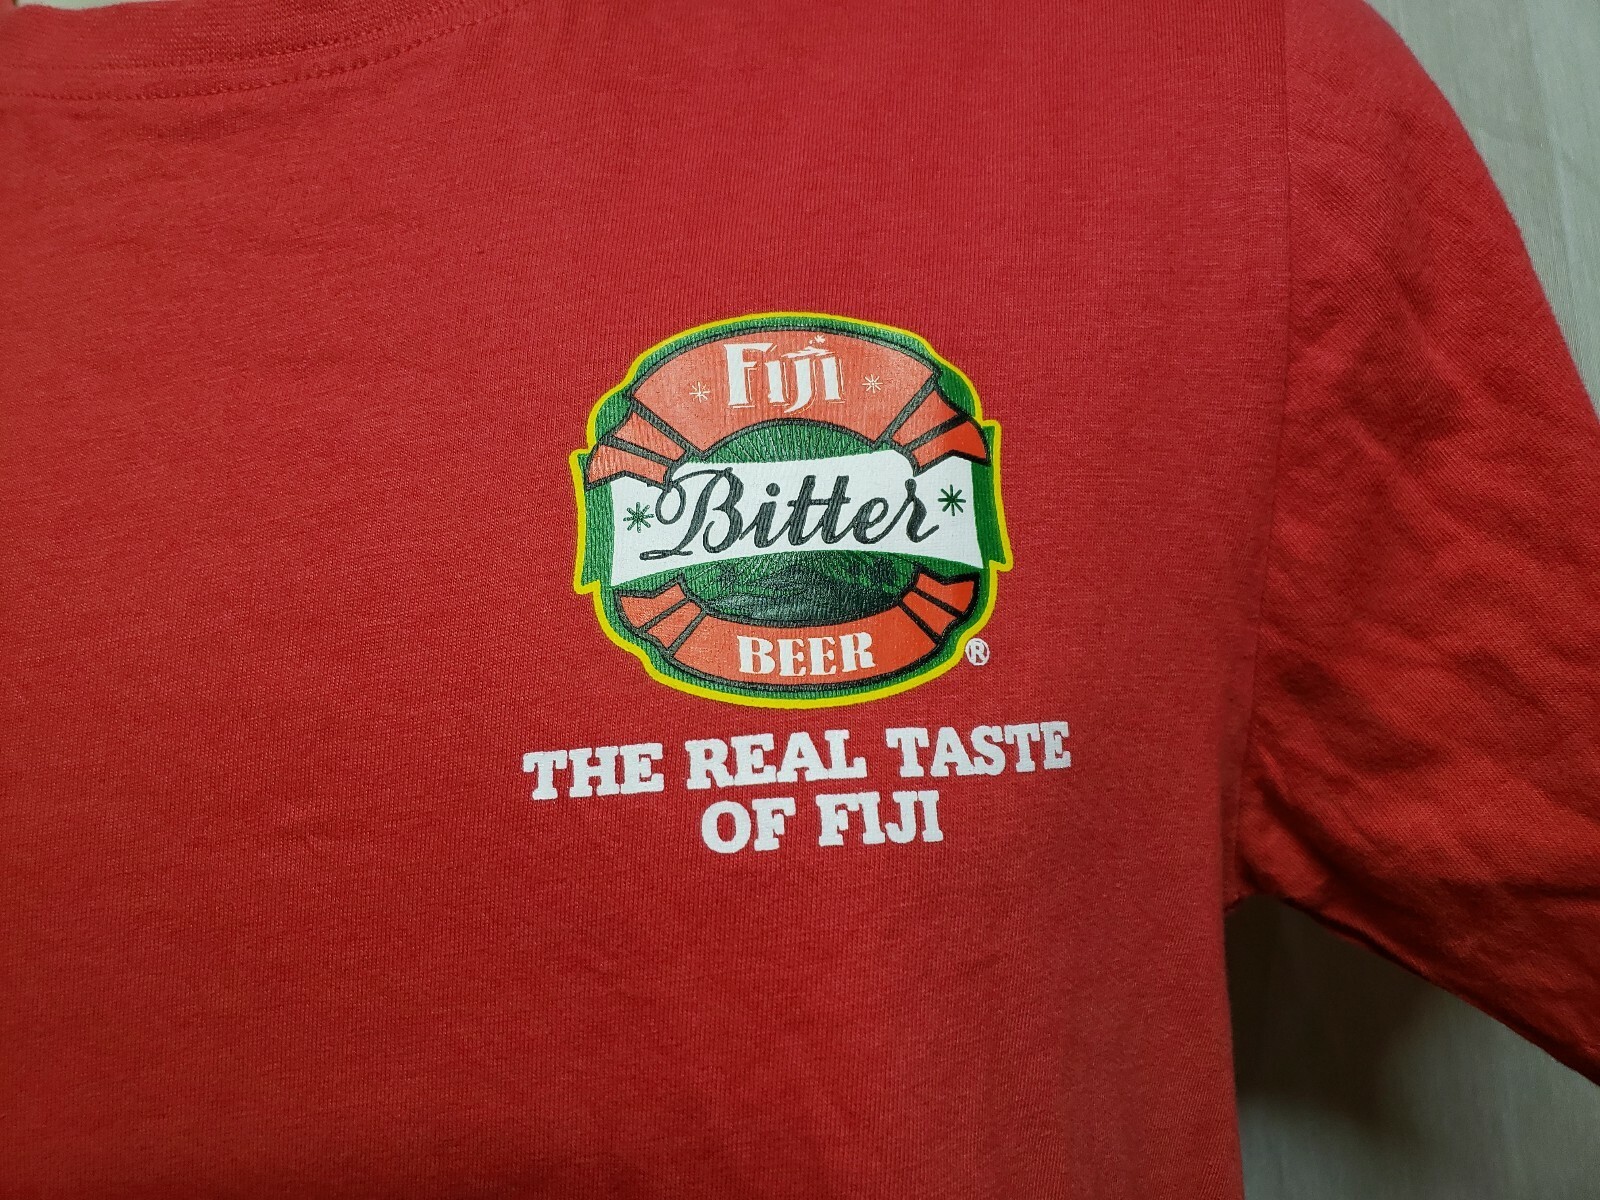 Fiji
Bitter
BEER
®
THE REAL TASTE
OF FIJI